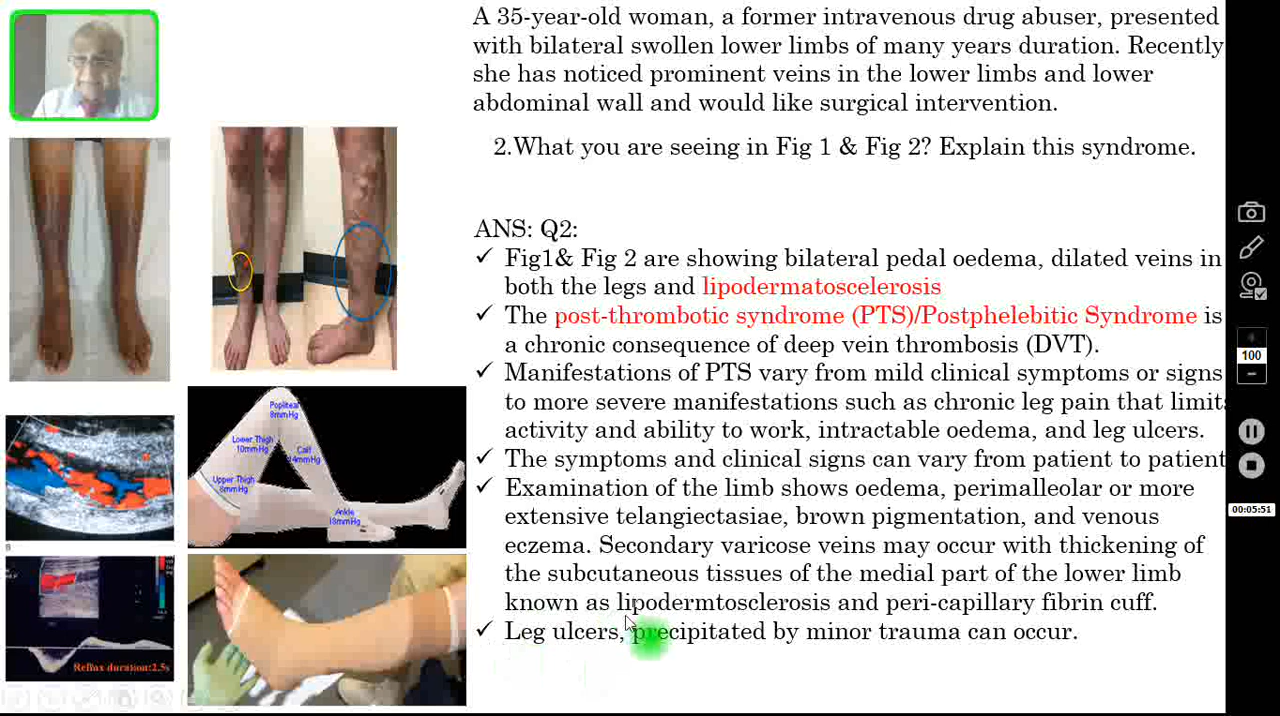 A 35-year-old woman, a former intravenous drug abuser, presented
with bilateral swollen lower limbs of many years duration. Recently
she has noticed prominent veins in the lower limbs and lower
abdominal wall and would like surgical intervention.
2.What you are seeing in Fig 1 & Fig 2? Explain this syndrome.
ANS: Q2:
✓ Fig1& Fig 2 are showing bilateral pedal oedema, dilated veins in
both the legs and lipodermatoscelerosis
✓ The post-thrombotic syndrome (PTS)/Postphelebitic Syndrome is
a chronic consequence of deep vein thrombosis (DVT).
✓ Manifestations of PTS vary from mild clinical symptoms or signs
to more severe manifestations such as chronic leg pain that limits
activity and ability to work, intractable oedema, and leg ulcers.
✓ The symptoms and clinical signs can vary from patient to patient
✓ Examination of the limb shows oedema, perimalleolar or more
extensive telangiectasiae, brown pigmentation, and venous
eczema. Secondary varicose veins may occur with thickening of
the subcutaneous tissues of the medial part of the lower limb
known as lipodermtosclerosis and peri-capillary fibrin cuff.
✓ Leg ulcers, precipitated by minor trauma can occur.
Popliteal
8mmHg
Lower Thigh
10mmHg
Calf
14mmHg
Upper Thigh
8mmHg
Ankle
18mmHg
Reflux duration:2.5s
100
00:05:51